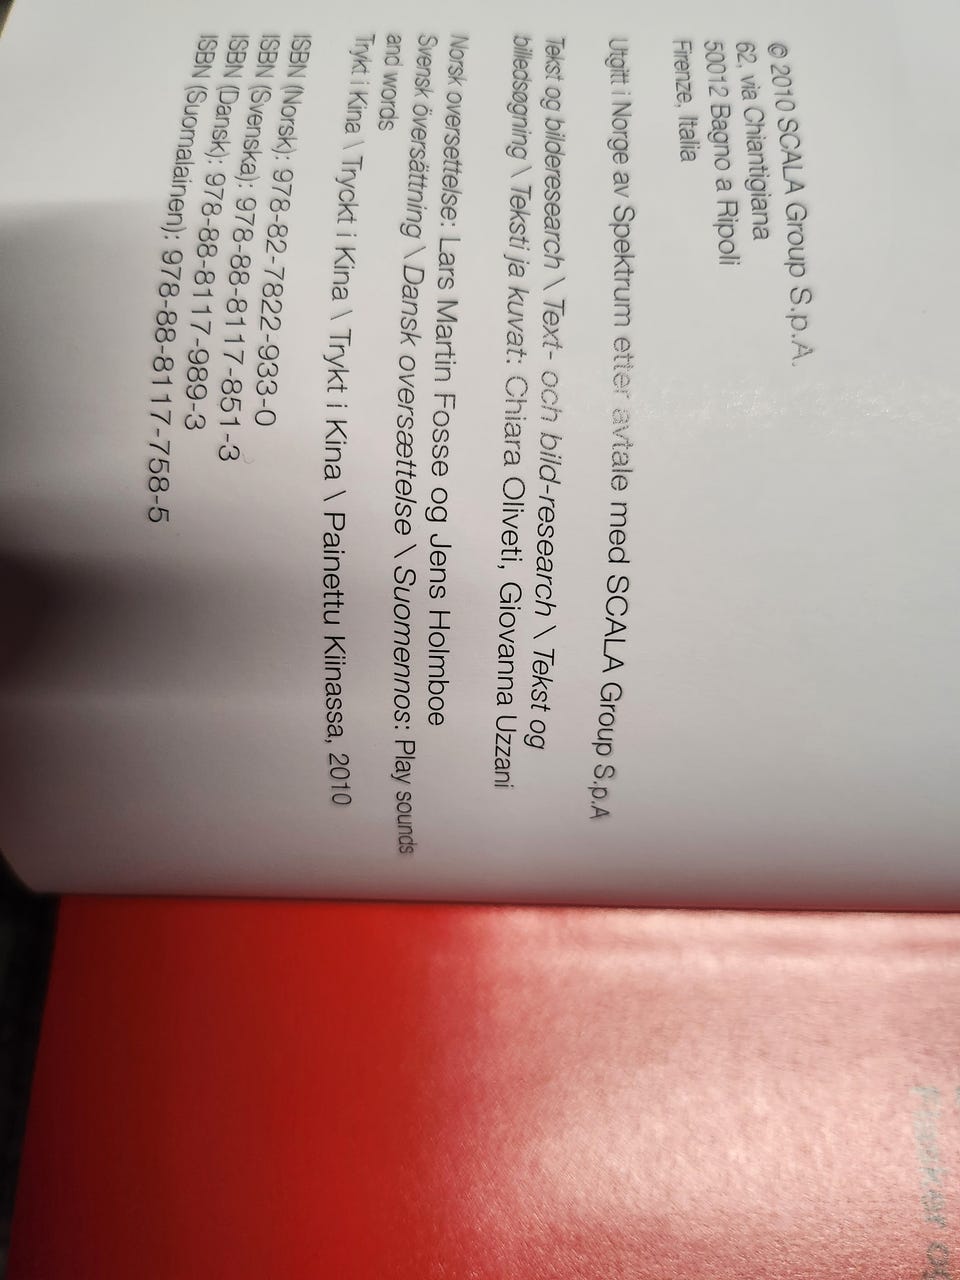 © 2010 SCALA Group S.p.A.
62, via Chiantigiana
50012 Bagno a Ripoli
Firenze, Italia
Utgitt i Norge av Spektrum etter avtale med SCALA Group S.p.A
Tekst og bilderesearch \ Text- och bild-research \ Tekst og
billedsøgning \ Teksti ja kuvat: Chiara Oliveti, Giovanna Uzzani
Norsk oversettelse: Lars Martin Fosse og Jens Holmboe
Svensk översättning \ Dansk oversættelse \ Suomennos: Play sounds
and words
Trykt i Kina \ Tryckt i Kina \ Trykt i Kina \ Painettu Kiinassa, 2010
ISBN (Norsk): 978-82-7822-933-0
ISBN (Svenska): 978-88-8117-851-3
ISBN (Dansk): 978-88-8117-989-3
ISBN (Suomalainen): 978-88-8117-758-5